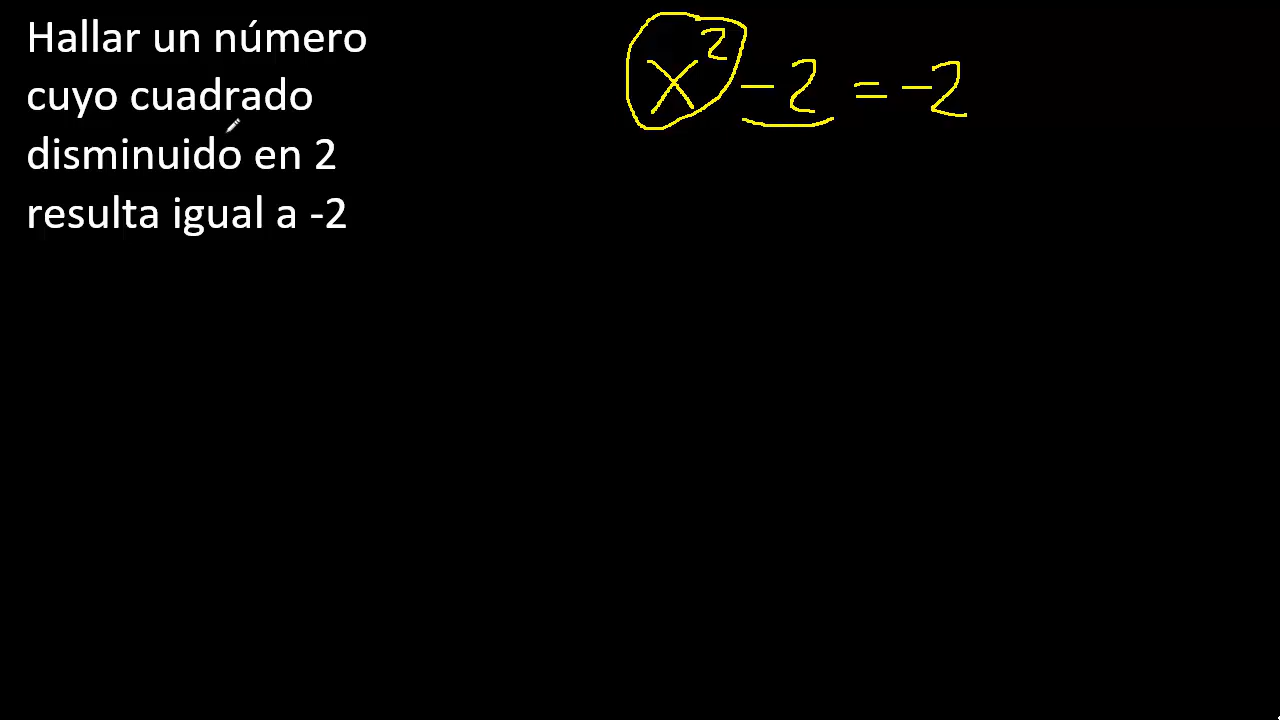 Hallar un número
cuyo cuadrado
disminuido en 2
resulta igual a -2
x² - 2 = -2